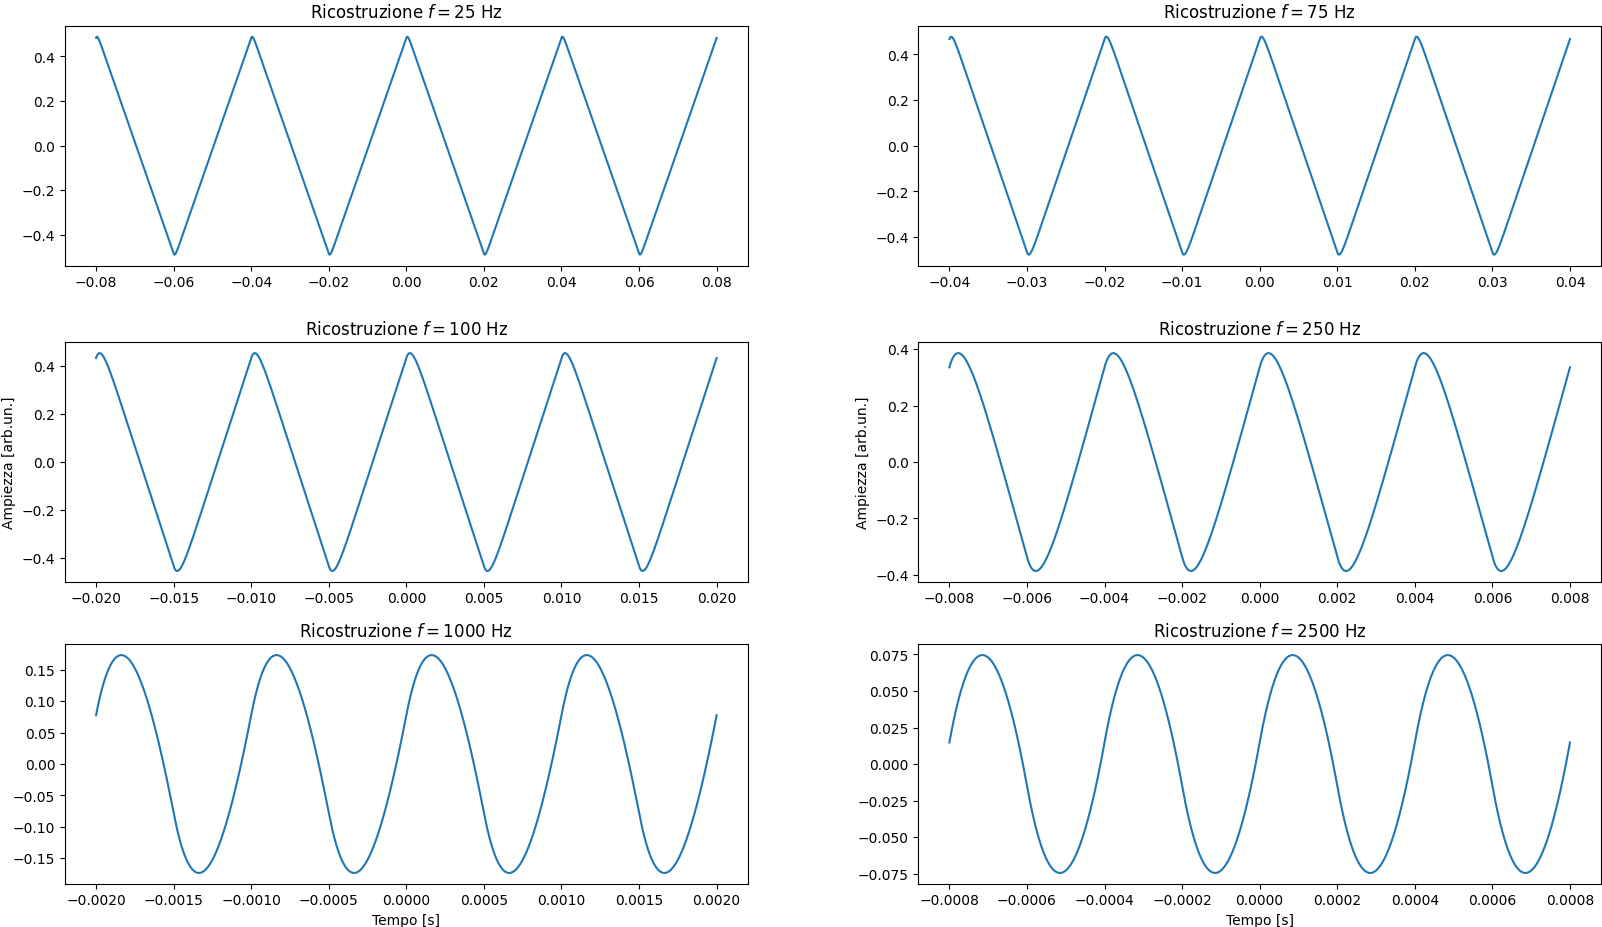 Ricostruzione f = 25 Hz
0.4
0.2
0.0
−0.2
−0.4
−0.08 −0.06 −0.04 −0.02 0.00 0.02 0.04 0.06 0.08
Ricostruzione f = 75 Hz
0.4
0.2
0.0
−0.2
−0.4
−0.04 −0.03 −0.02 −0.01 0.00 0.01 0.02 0.03 0.04
Ricostruzione f = 100 Hz
Ampiezza [arb.un.]
0.4
0.2
0.0
−0.2
−0.4
−0.020 −0.015 −0.010 −0.005 0.000 0.005 0.010 0.015 0.020
Ricostruzione f = 250 Hz
Ampiezza [arb.un.]
0.4
0.2
0.0
−0.2
−0.4
−0.008 −0.006 −0.004 −0.002 0.000 0.002 0.004 0.006 0.008
Ricostruzione f = 1000 Hz
0.15
0.10
0.05
0.00
−0.05
−0.10
−0.15
−0.0020 −0.0015 −0.0010 −0.0005 0.0000 0.0005 0.0010 0.0015 0.0020
Tempo [s]
Ricostruzione f = 2500 Hz
0.075
0.050
0.025
0.000
−0.025
−0.050
−0.075
−0.0008 −0.0006 −0.0004 −0.0002 0.0000 0.0002 0.0004 0.0006 0.0008
Tempo [s]